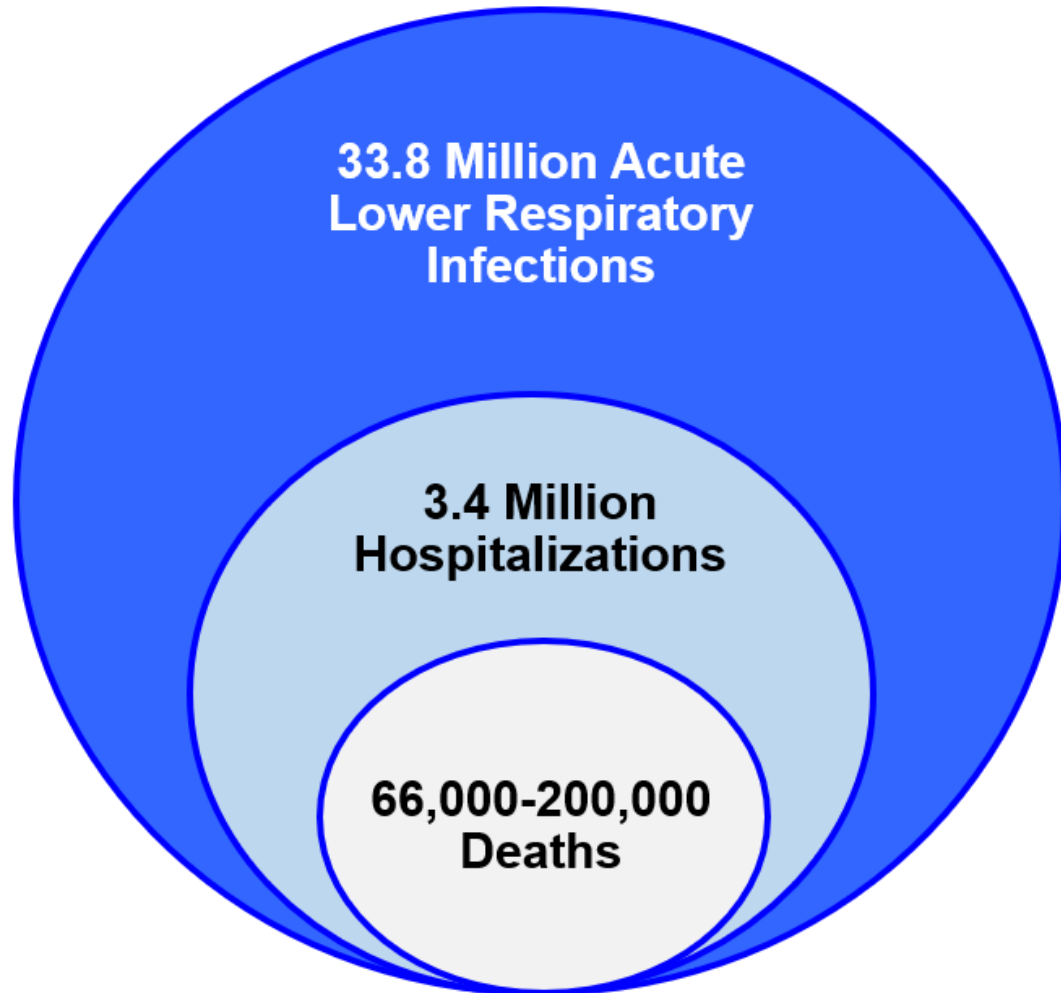 33.8 Million Acute
Lower Respiratory
Infections
3.4 Million
Hospitalizations
66,000-200,000
Deaths